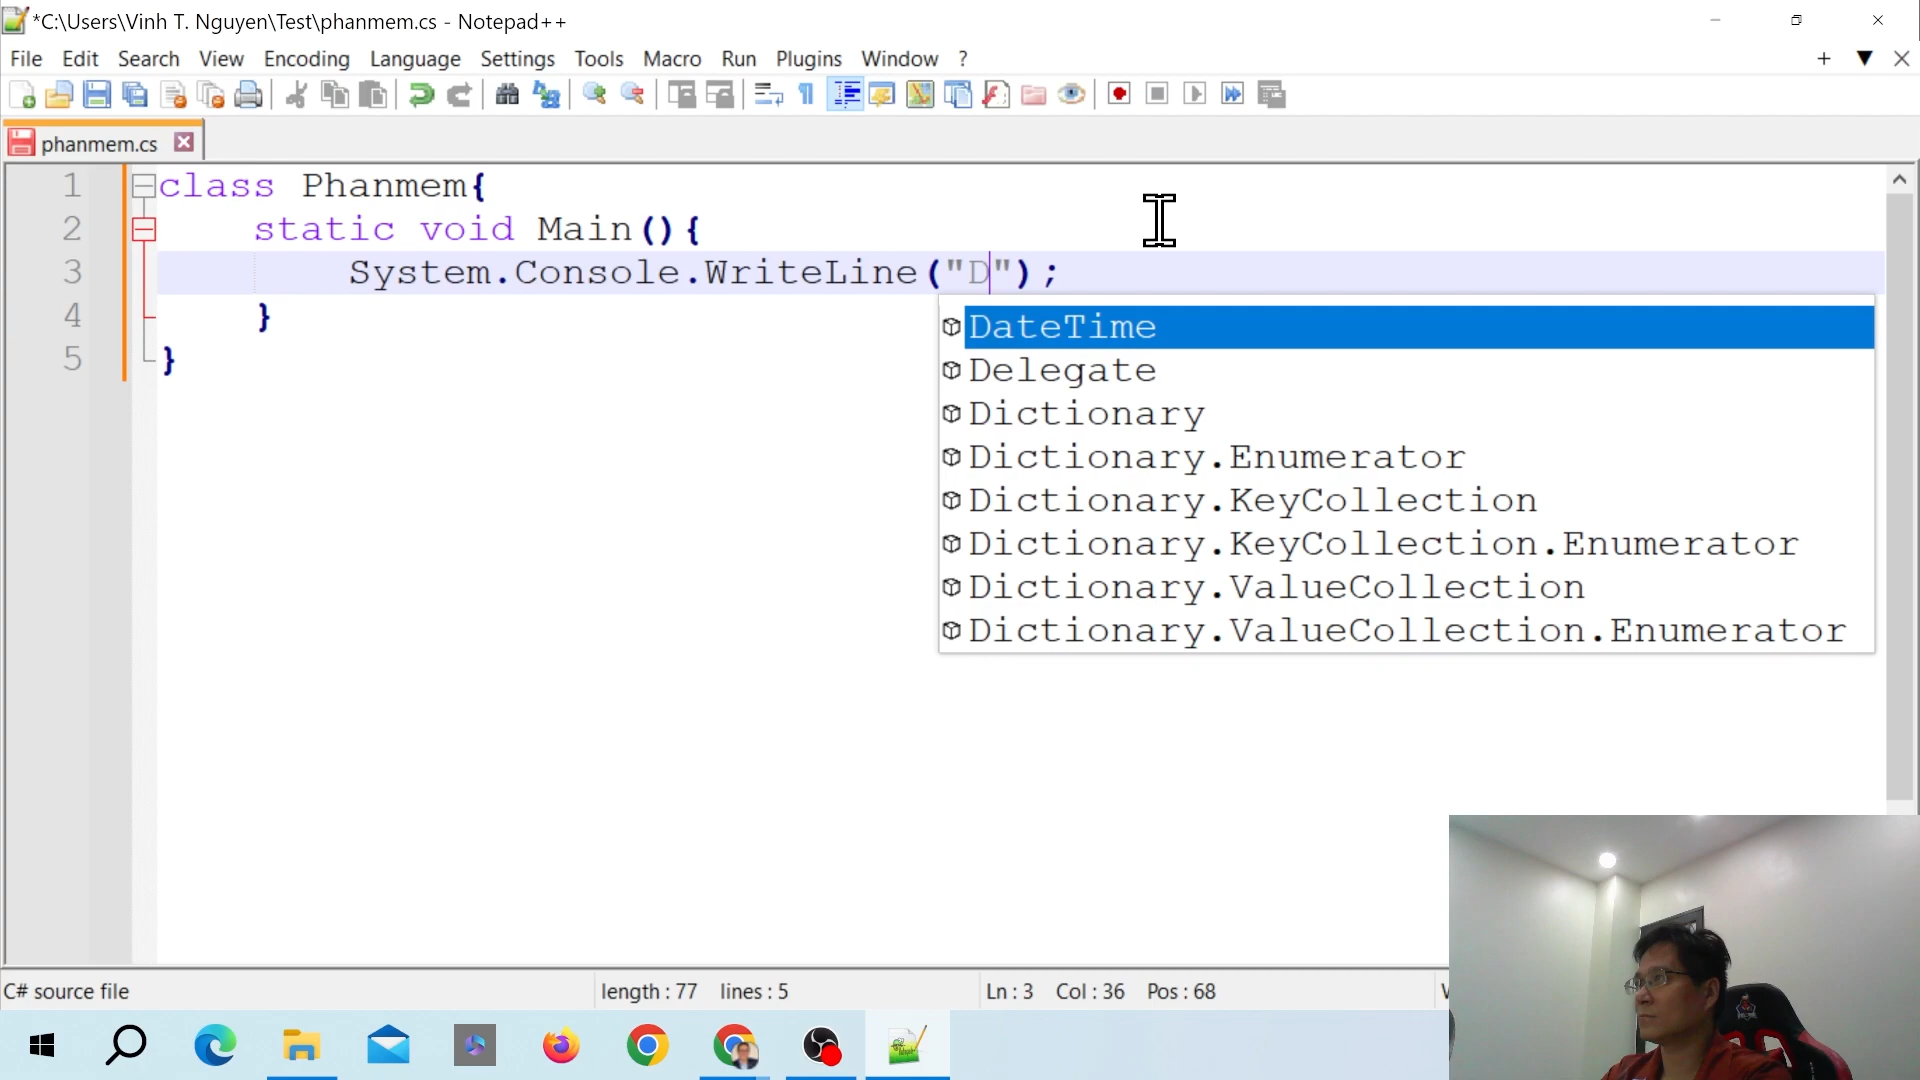 *C:\Users\Vinh T. Nguyen\Test\phanmem.cs - Notepad++
File Edit Search View Encoding Language Settings Tools Macro Run Plugins Window ?
phanmem.cs
1 class Phanmem{
2 static void Main(){
3 System.Console.WriteLine("D");
4 }
5 }
DateTime
Delegate
Dictionary
Dictionary.Enumerator
Dictionary.KeyCollection
Dictionary.KeyCollection.Enumerator
Dictionary.ValueCollection
Dictionary.ValueCollection.Enumerator
C# source file length : 77 lines : 5 Ln : 3 Col : 36 Pos : 68